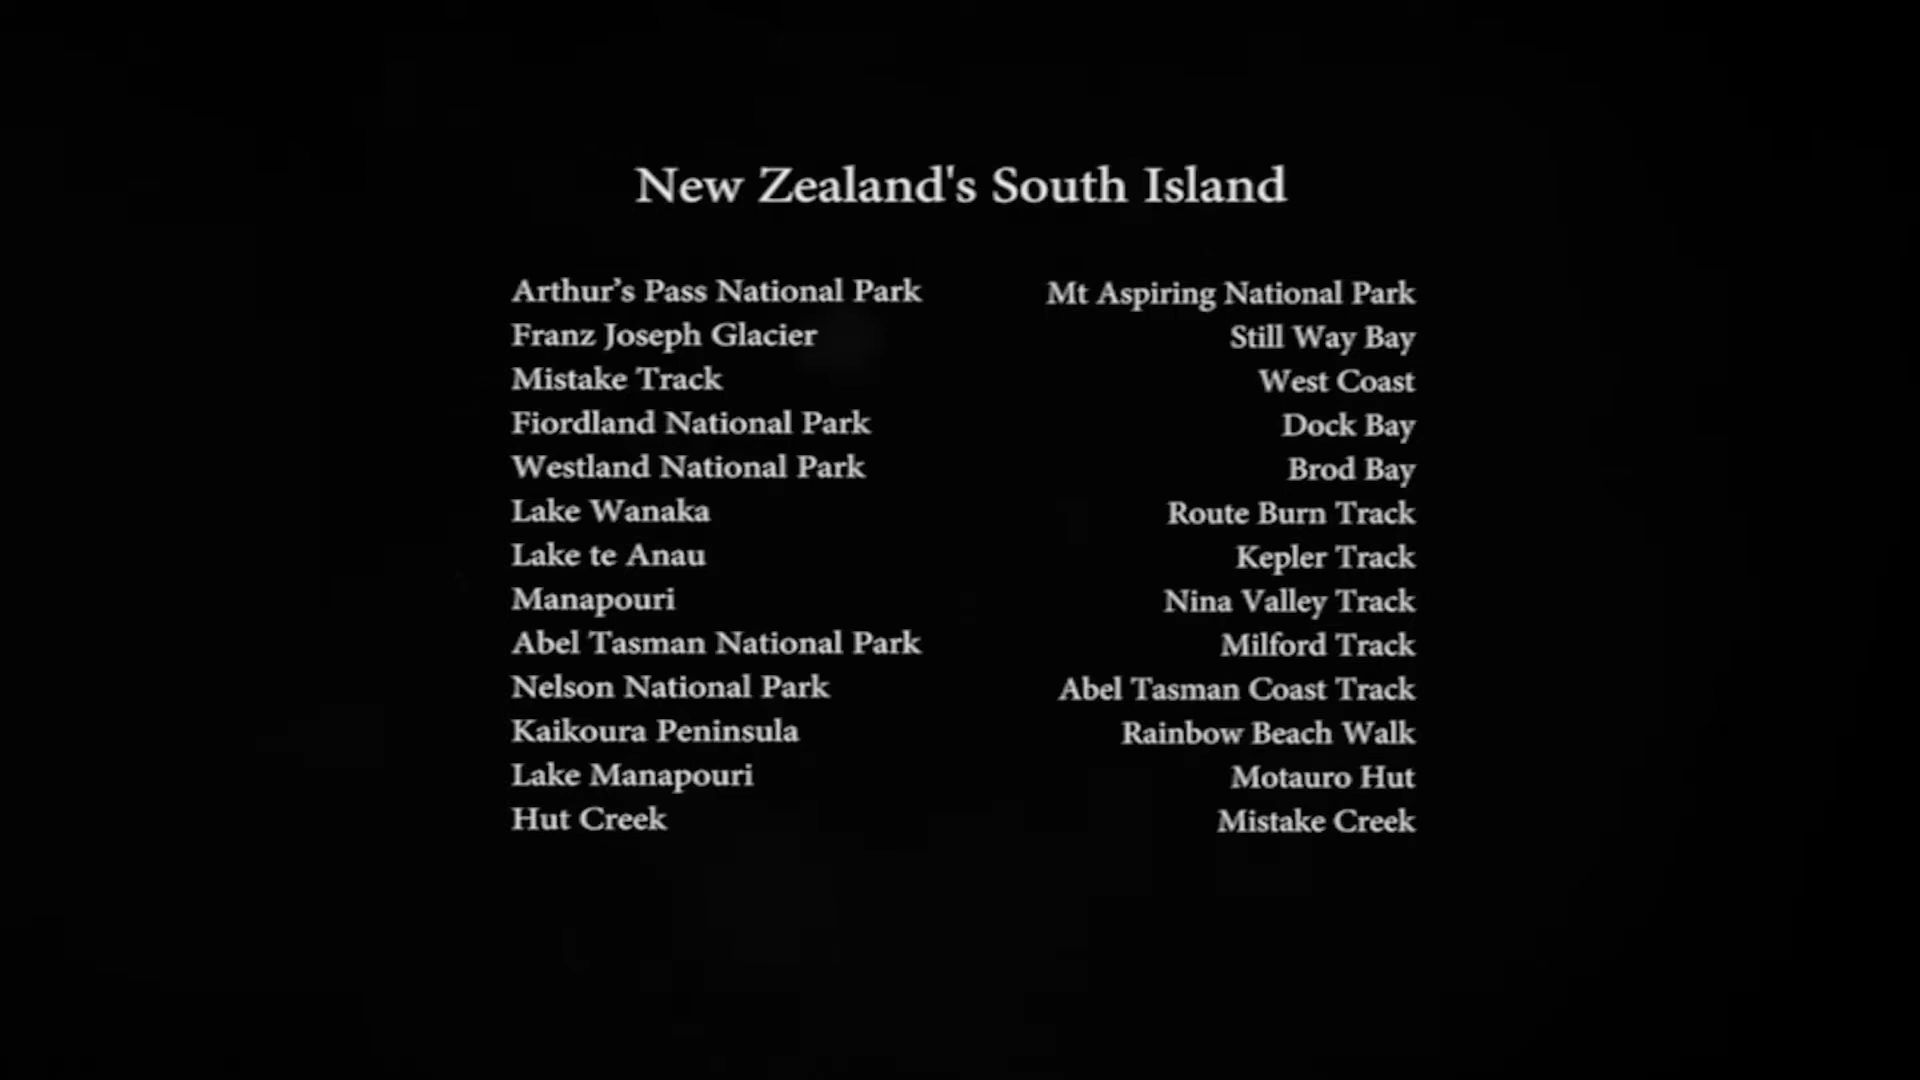 New Zealand's South Island
Arthur’s Pass National Park
Franz Joseph Glacier
Mistake Track
Fiordland National Park
Westland National Park
Lake Wanaka
Lake te Anau
Manapouri
Abel Tasman National Park
Nelson National Park
Kaikoura Peninsula
Lake Manapouri
Hut Creek
Mt Aspiring National Park
Still Way Bay
West Coast
Dock Bay
Brod Bay
Route Burn Track
Kepler Track
Nina Valley Track
Milford Track
Abel Tasman Coast Track
Rainbow Beach Walk
Motauro Hut
Mistake Creek